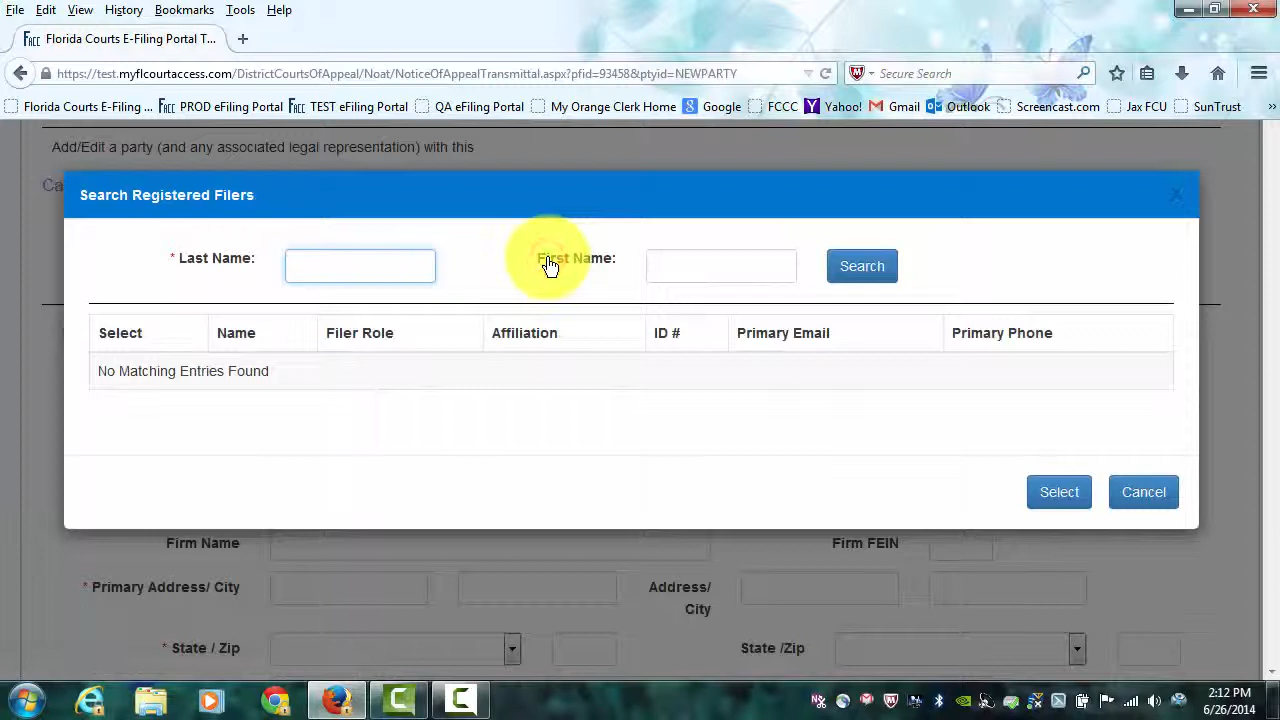 File Edit View History Bookmarks Tools Help
FACC Florida Courts E-Filing Portal T...
https://test.myflcourtaccess.com/DistrictCourtsOfAppeal/Noat/NoticeOfAppealTransmittal.aspx?pfid=93458&ptyid=NEWPARTY
Secure Search
Florida Courts E-Filing ... FACC PROD eFiling Portal FACC TEST eFiling Portal QA eFiling Portal My Orange Clerk Home Google FCCC Yahoo! Gmail Outlook Screencast.com Jax FCU SunTrust »
Add/Edit a party (and any associated legal representation) with this
Ca
Search Registered Filers x
* Last Name: First Name: Search
Select Name Filer Role Affiliation ID # Primary Email Primary Phone
No Matching Entries Found
Select Cancel
Firm Name Firm FEIN
* Primary Address/ City Address/
City
* State / Zip State /Zip
2:12 PM
6/26/2014